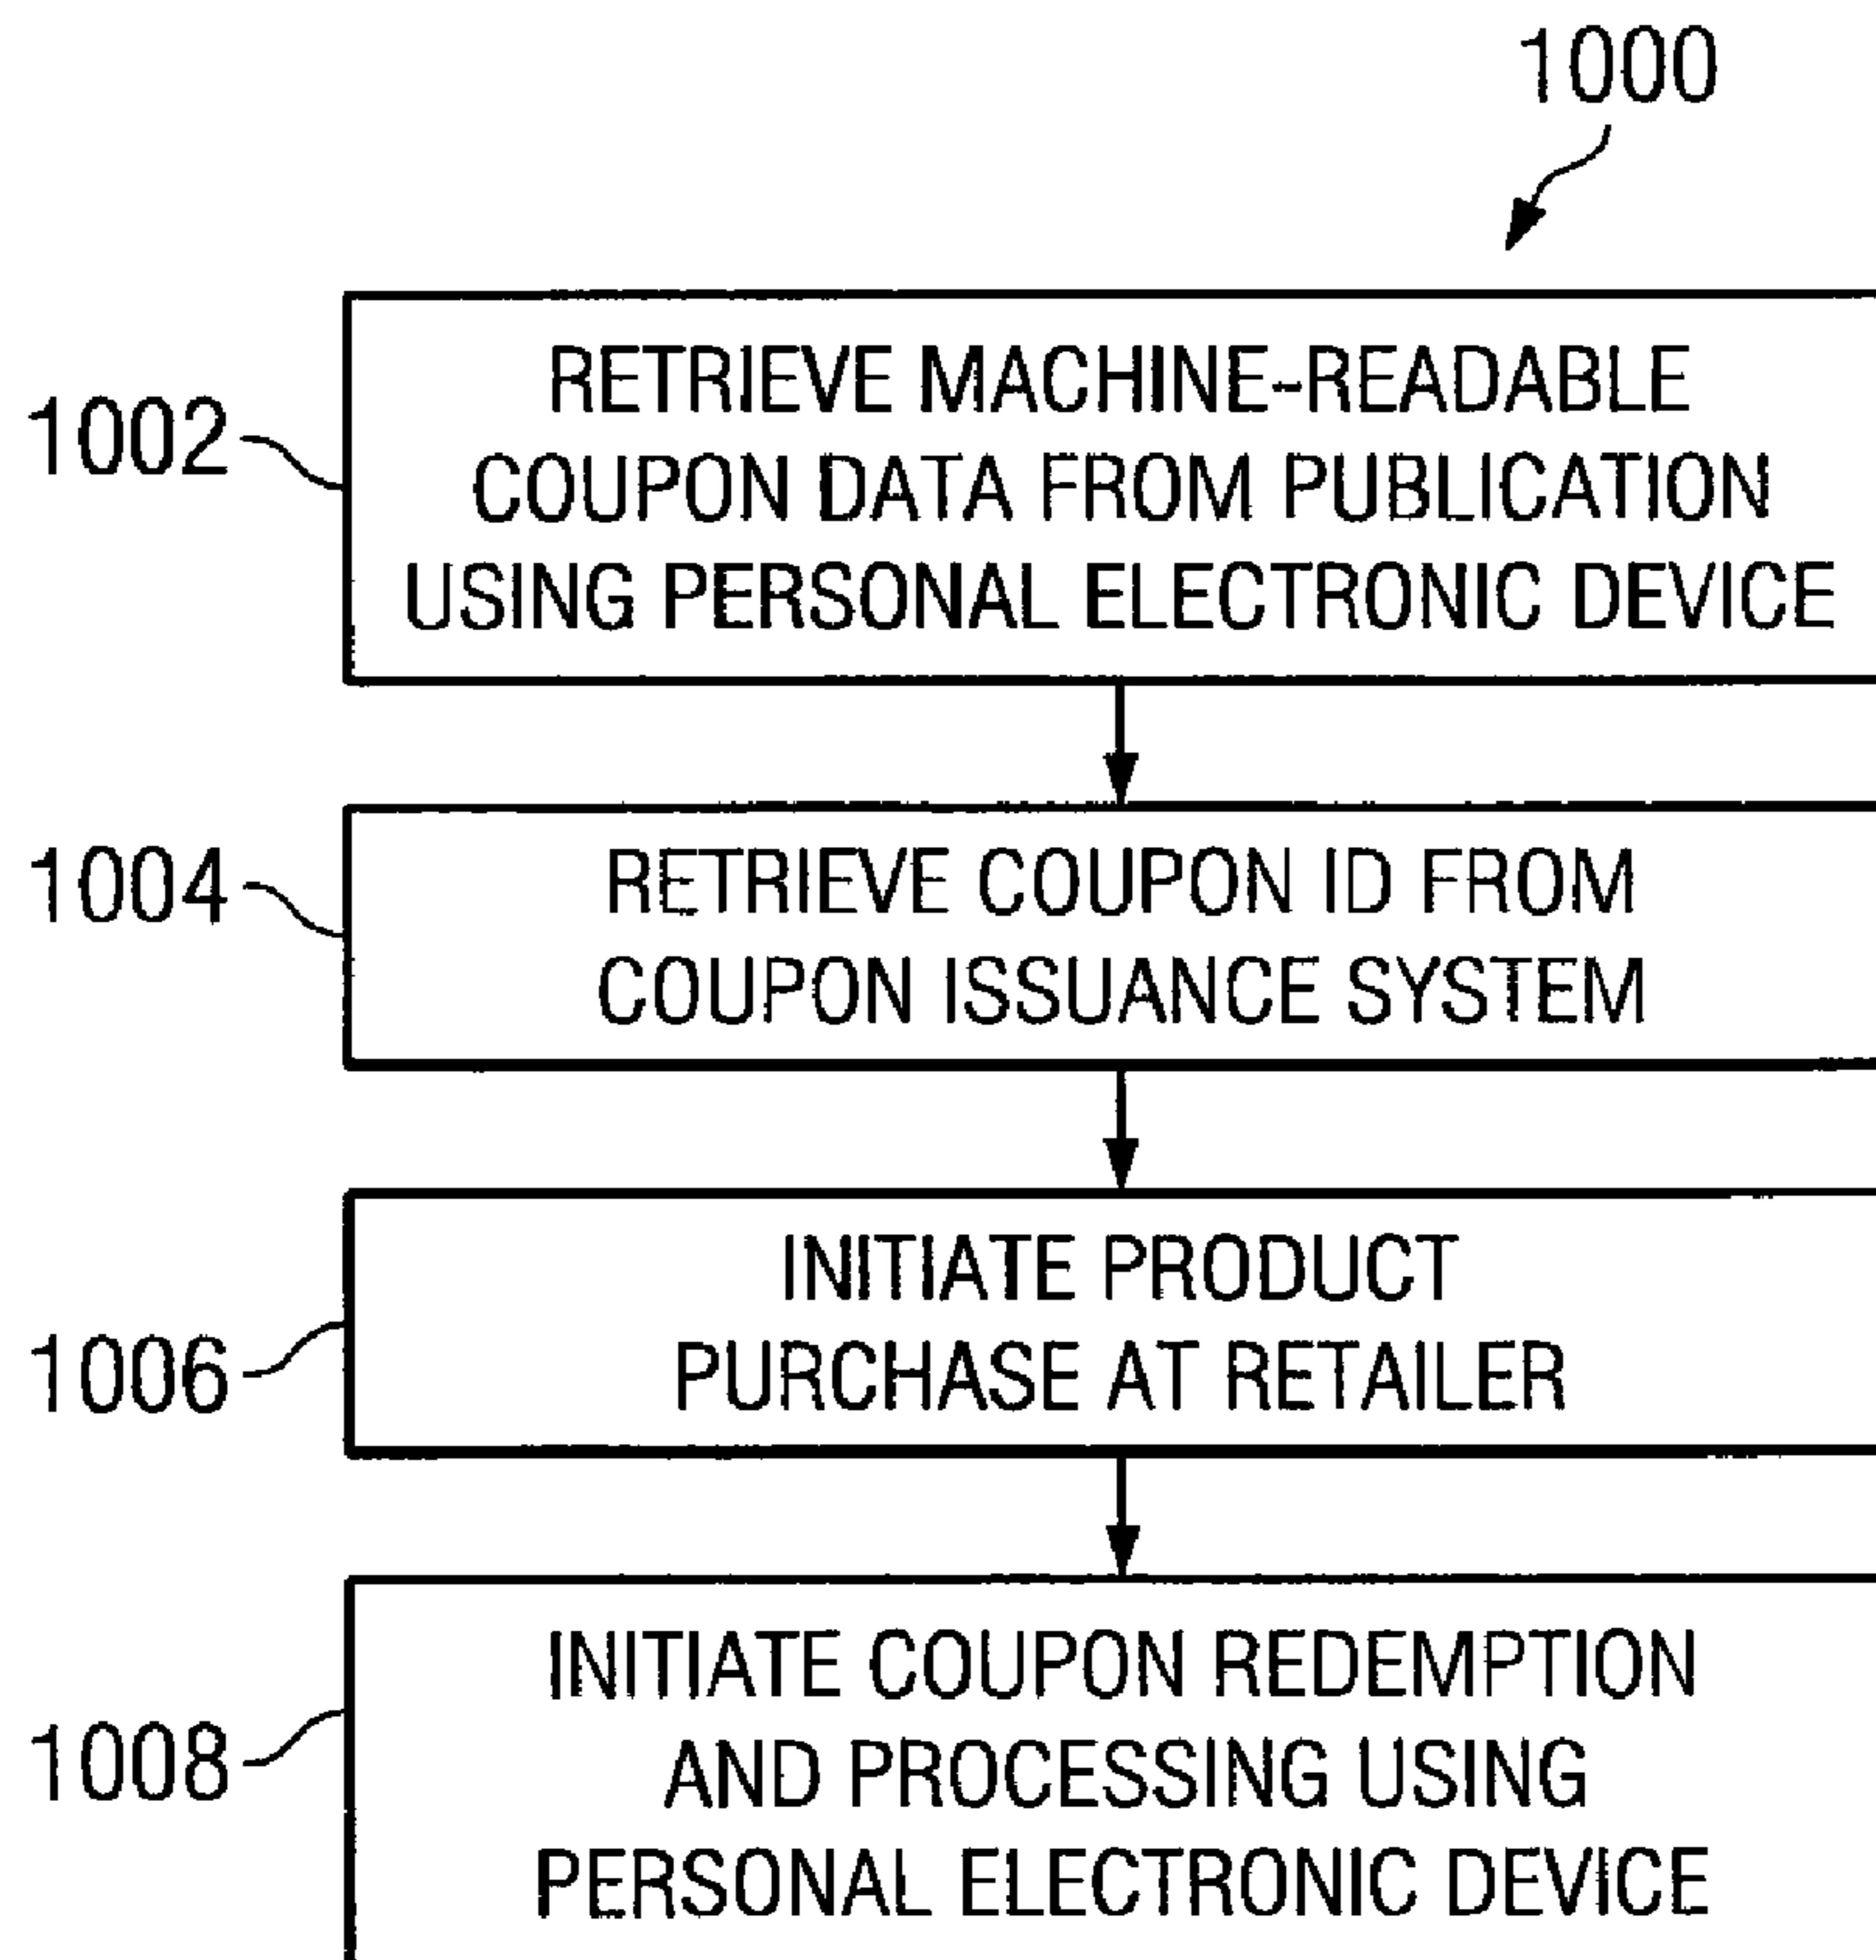 1000
1002
RETRIEVE MACHINE-READABLE
COUPON DATA FROM PUBLICATION
USING PERSONAL ELECTRONIC DEVICE
1004
RETRIEVE COUPON ID FROM
COUPON ISSUANCE SYSTEM
1006
INITIATE PRODUCT
PURCHASE AT RETAILER
1008
INITIATE COUPON REDEMPTION
AND PROCESSING USING
PERSONAL ELECTRONIC DEVICE